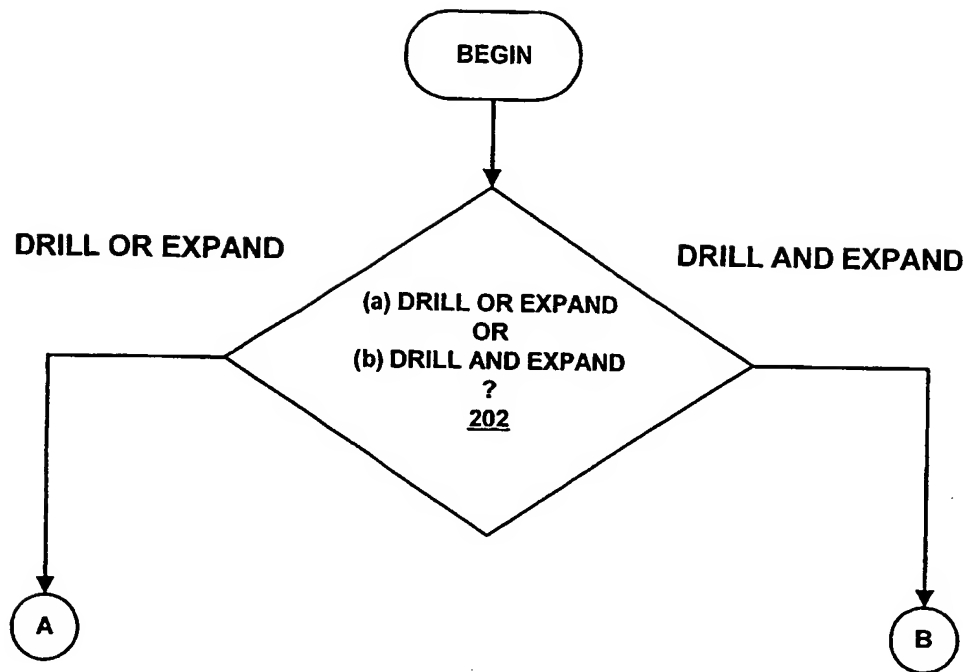 BEGIN
DRILL OR EXPAND
DRILL AND EXPAND
(a) DRILL OR EXPAND
OR
(b) DRILL AND EXPAND
?
202
A
B